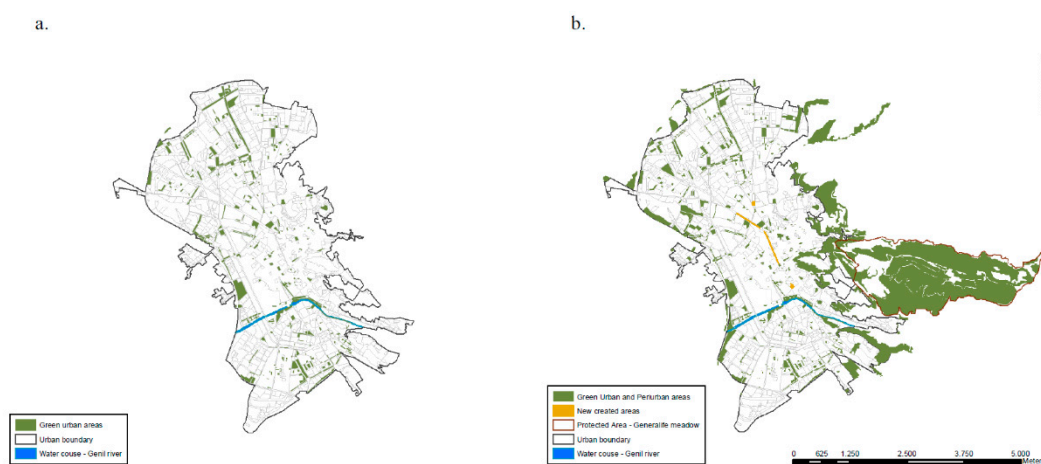 a.
b.
Green urban areas
Urban boundary
Water couse - Genil river
Green Urban and Periurban areas
New created areas
Protected Area - Generalife meadow
Urban boundary
Water couse - Genil river
0 625 1.250 2.500 3.750 5.000
Meter